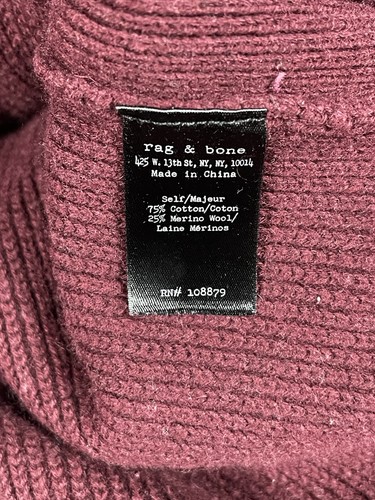 rag & bone
425 W. 13th St, NY, NY, 10014
Made in China
Self/Majeur
75% Cotton/Coton
25% Merino Wool/
Laine Mérinos
RN# 108879